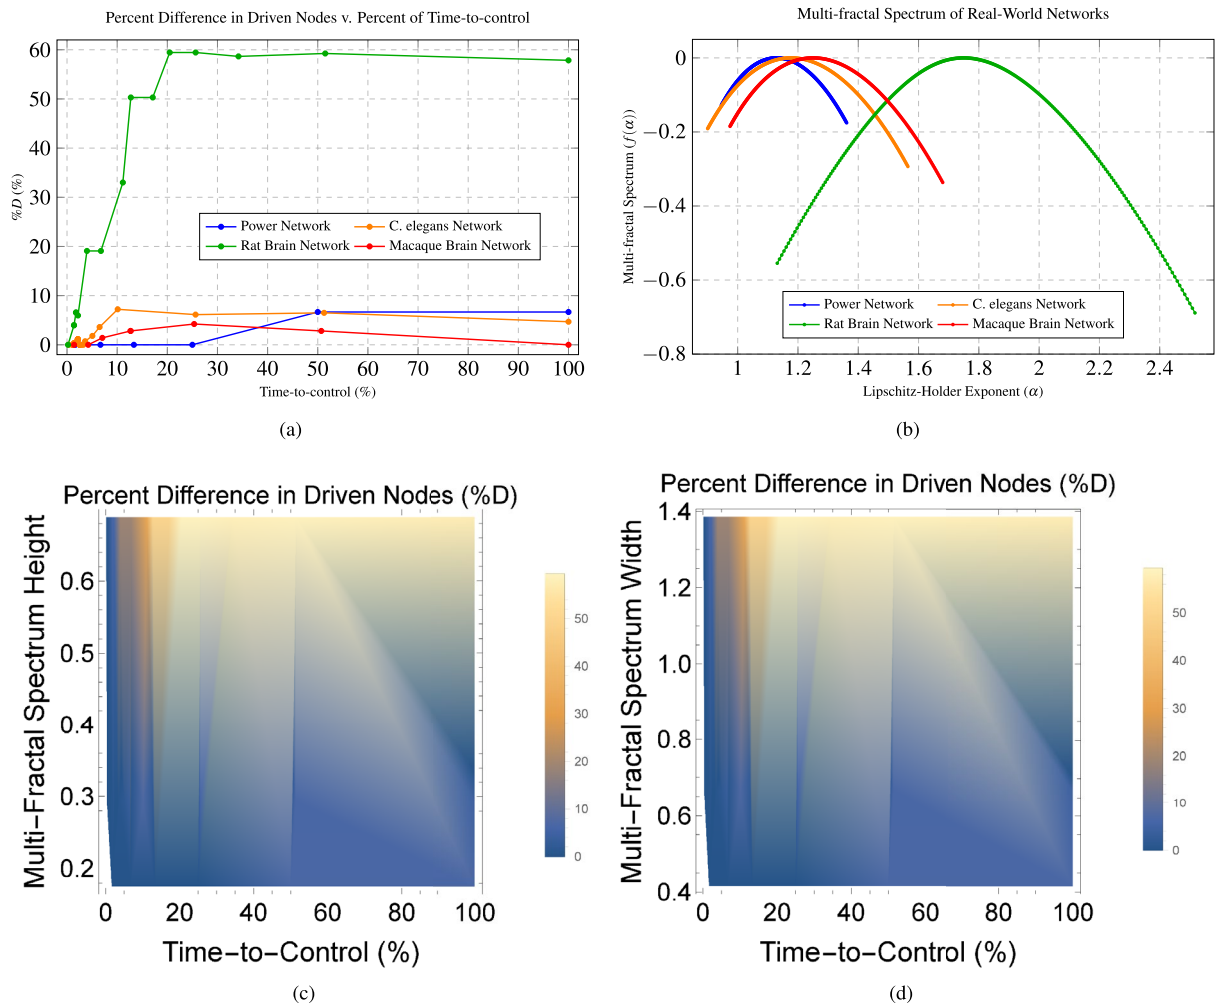 Percent Difference in Driven Nodes v. Percent of Time-to-control
%D (%)
60
50
40
30
20
10
0
Power Network
C. elegans Network
Rat Brain Network
Macaque Brain Network
0 10 20 30 40 50 60 70 80 90 100
Time-to-control (%)
(a)
Multi-fractal Spectrum of Real-World Networks
Multi-fractal Spectrum (f(α))
0
−0.2
−0.4
−0.6
−0.8
Power Network
C. elegans Network
Rat Brain Network
Macaque Brain Network
1 1.2 1.4 1.6 1.8 2 2.2 2.4
Lipschitz-Holder Exponent (α)
(b)
Percent Difference in Driven Nodes (%D)
Multi−Fractal Spectrum Height
0.6
0.5
0.4
0.3
0.2
0 20 40 60 80 100
Time−to−Control (%)
50
40
30
20
10
0
(c)
Percent Difference in Driven Nodes (%D)
Multi−Fractal Spectrum Width
1.4
1.2
1.0
0.8
0.6
0.4
0 20 40 60 80 100
Time−to−Control (%)
50
40
30
20
10
0
(d)